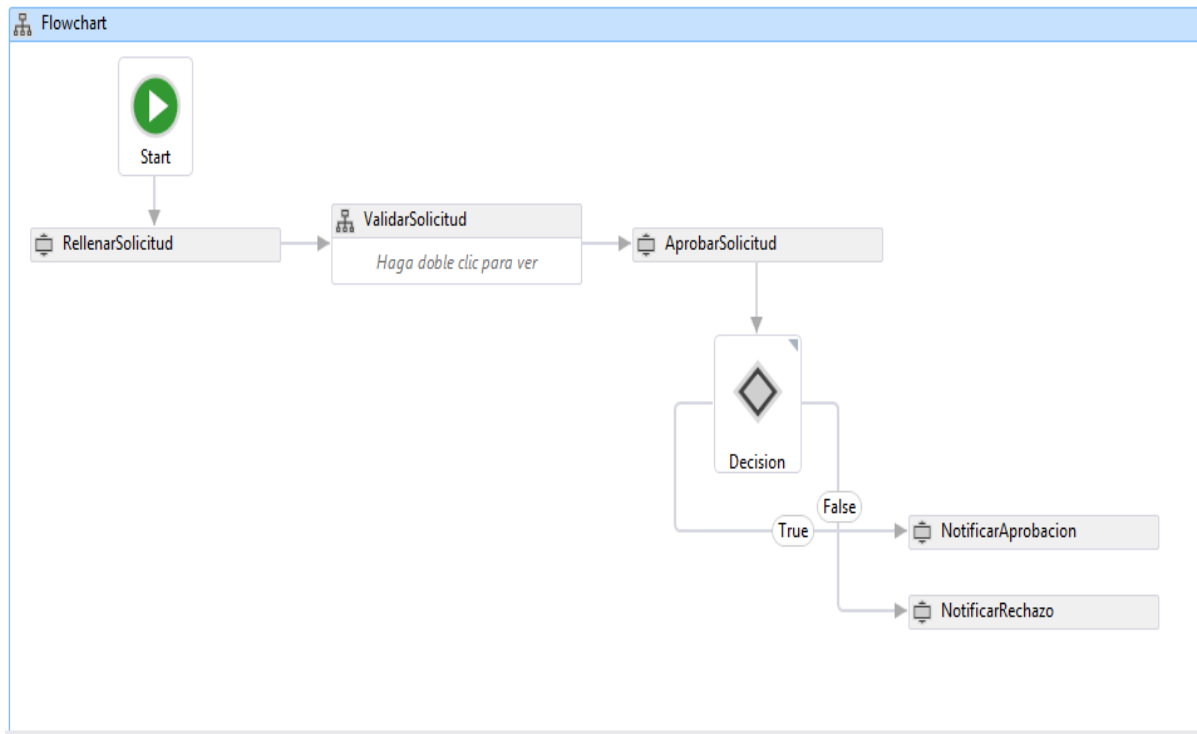 Flowchart
Start
RellenarSolicitud
ValidarSolicitud
Haga doble clic para ver
AprobarSolicitud
Decision
False
True
NotificarAprobacion
NotificarRechazo